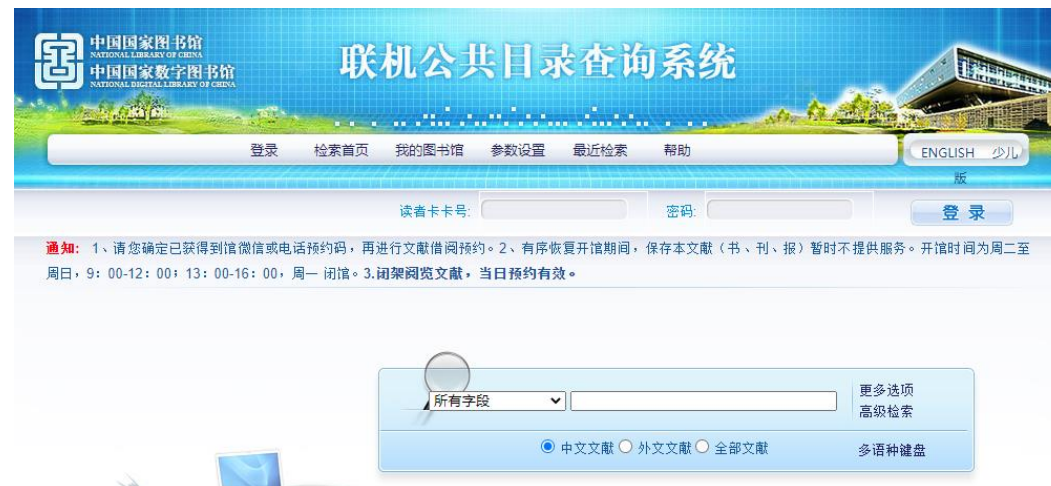 中国国家图书馆
NATIONAL LIBRARY OF CHINA
中国国家数字图书馆
NATIONAL DIGITAL LIBRARY OF CHINA
联机公共目录查询系统
登录 检索首页 我的图书馆 参数设置 最近检索 帮助 ENGLISH 少儿
版
读者卡卡号: 密码: 登 录
通知: 1、请您确定已获得到馆微信或电话预约码，再进行文献借阅预约。2、有序恢复开馆期间，保存本文献（书、刊、报）暂时不提供服务。开馆时间为周二至
周日，9：00-12：00；13：00-16：00，周一 闭馆。3.闭架阅览文献，当日预约有效。
所有字段 更多选项
高级检索
中文文献 外文文献 全部文献 多语种键盘